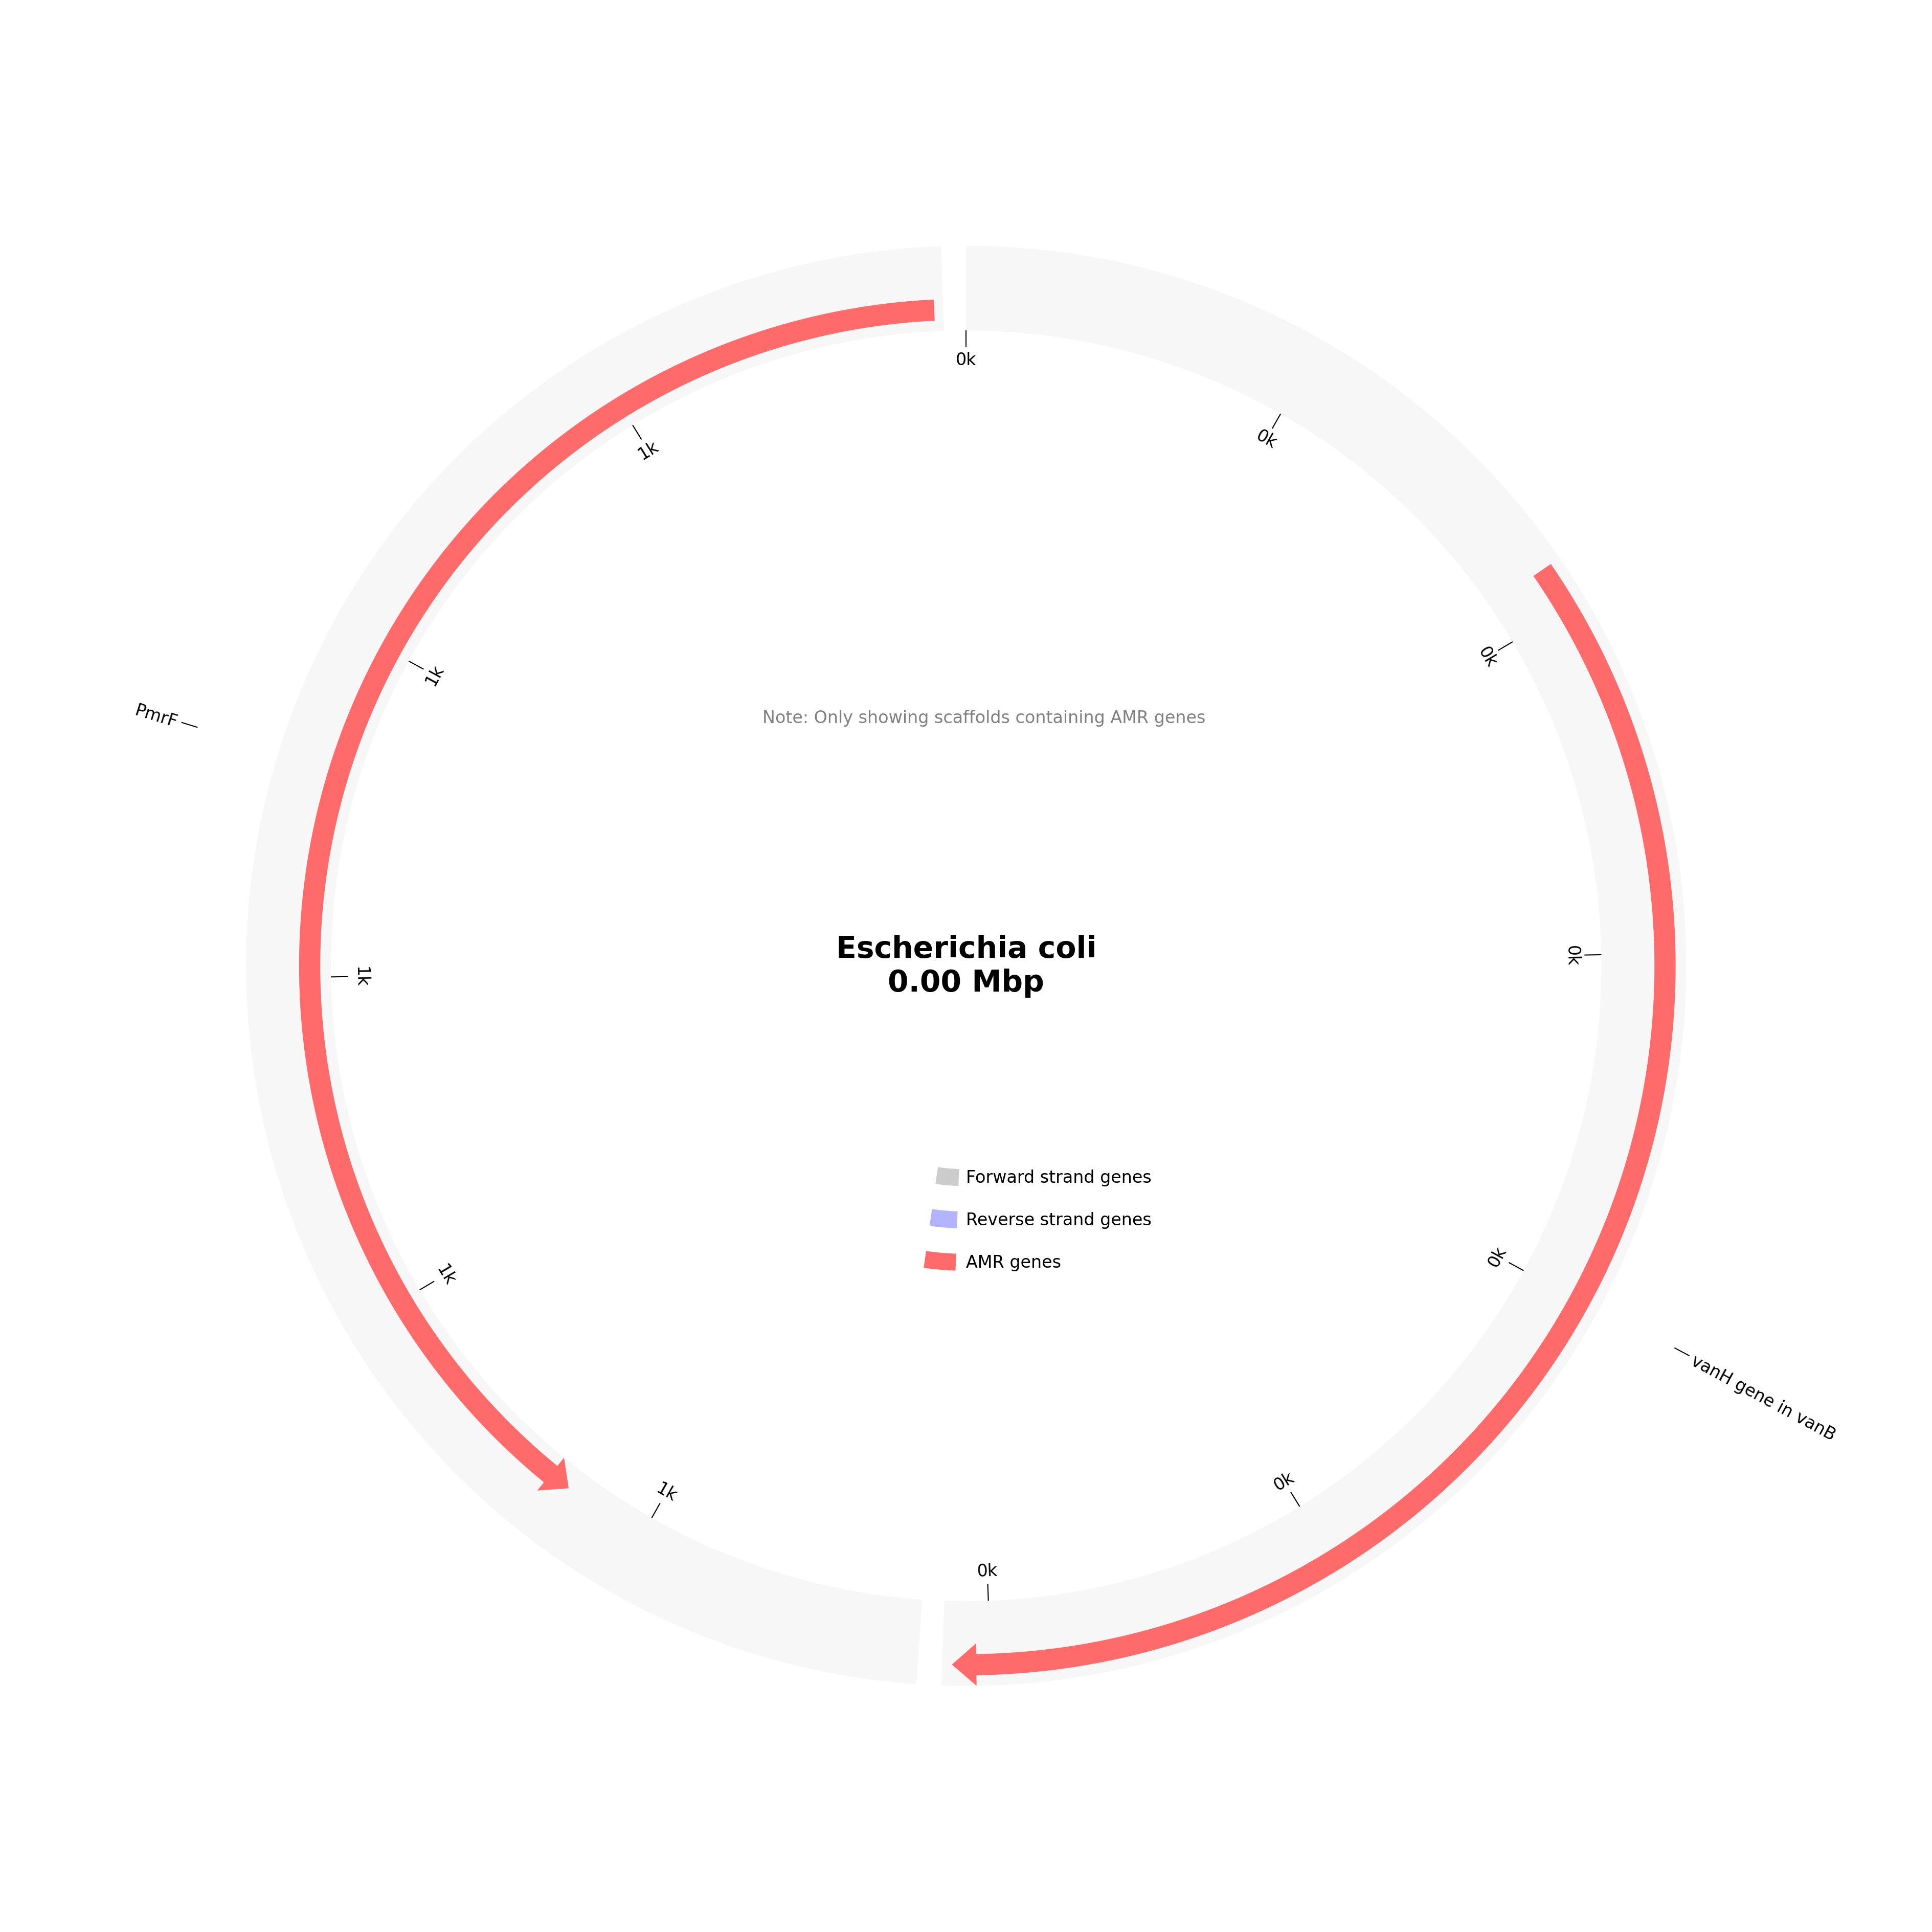 0k
0k
1k
0k
1k
PmrF
Note: Only showing scaffolds containing AMR genes
Escherichia coli
0.00 Mbp
0k
1k
Forward strand genes
Reverse strand genes
AMR genes
0k
1k
vanH gene in vanB
0k
1k
0k